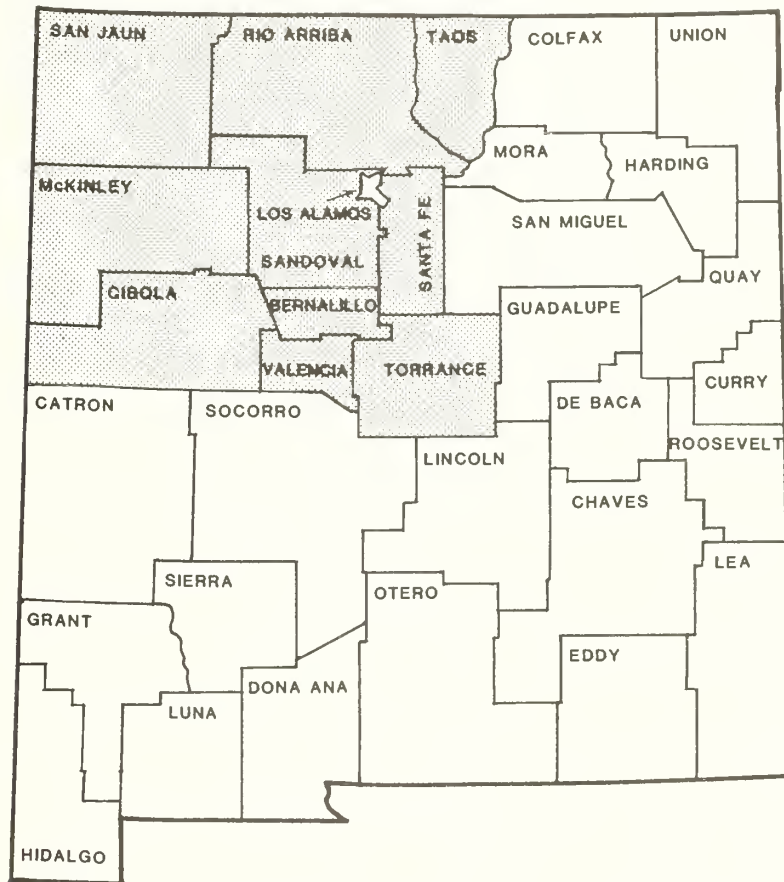 SAN JAUN
RIO ARRIBA
TAOS
COLFAX
UNION
MORA
HARDING
McKINLEY
LOS ALAMOS
SANTA FE
SAN MIGUEL
SANDOVAL
QUAY
CIBOLA
BERNALILLO
GUADALUPE
VALENCIA
TORRANCE
CURRY
CATRON
SOCORRO
DE BACA
ROOSEVELT
LINCOLN
CHAVES
LEA
SIERRA
OTERO
GRANT
EDDY
DONA ANA
LUNA
HIDALGO